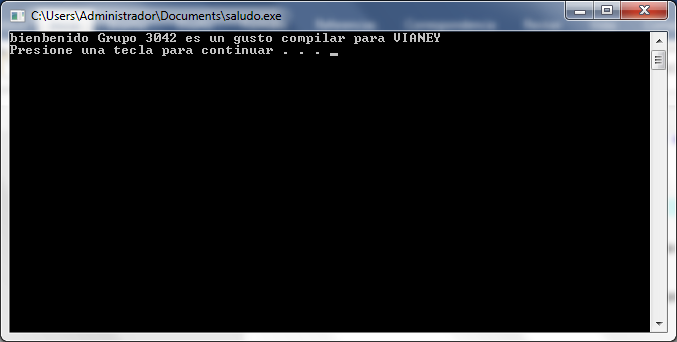 C:\Users\Administrador\Documents\saludo.exe
bienbenido Grupo 3042 es un gusto compilar para VIANEY
Presione una tecla para continuar . . . _